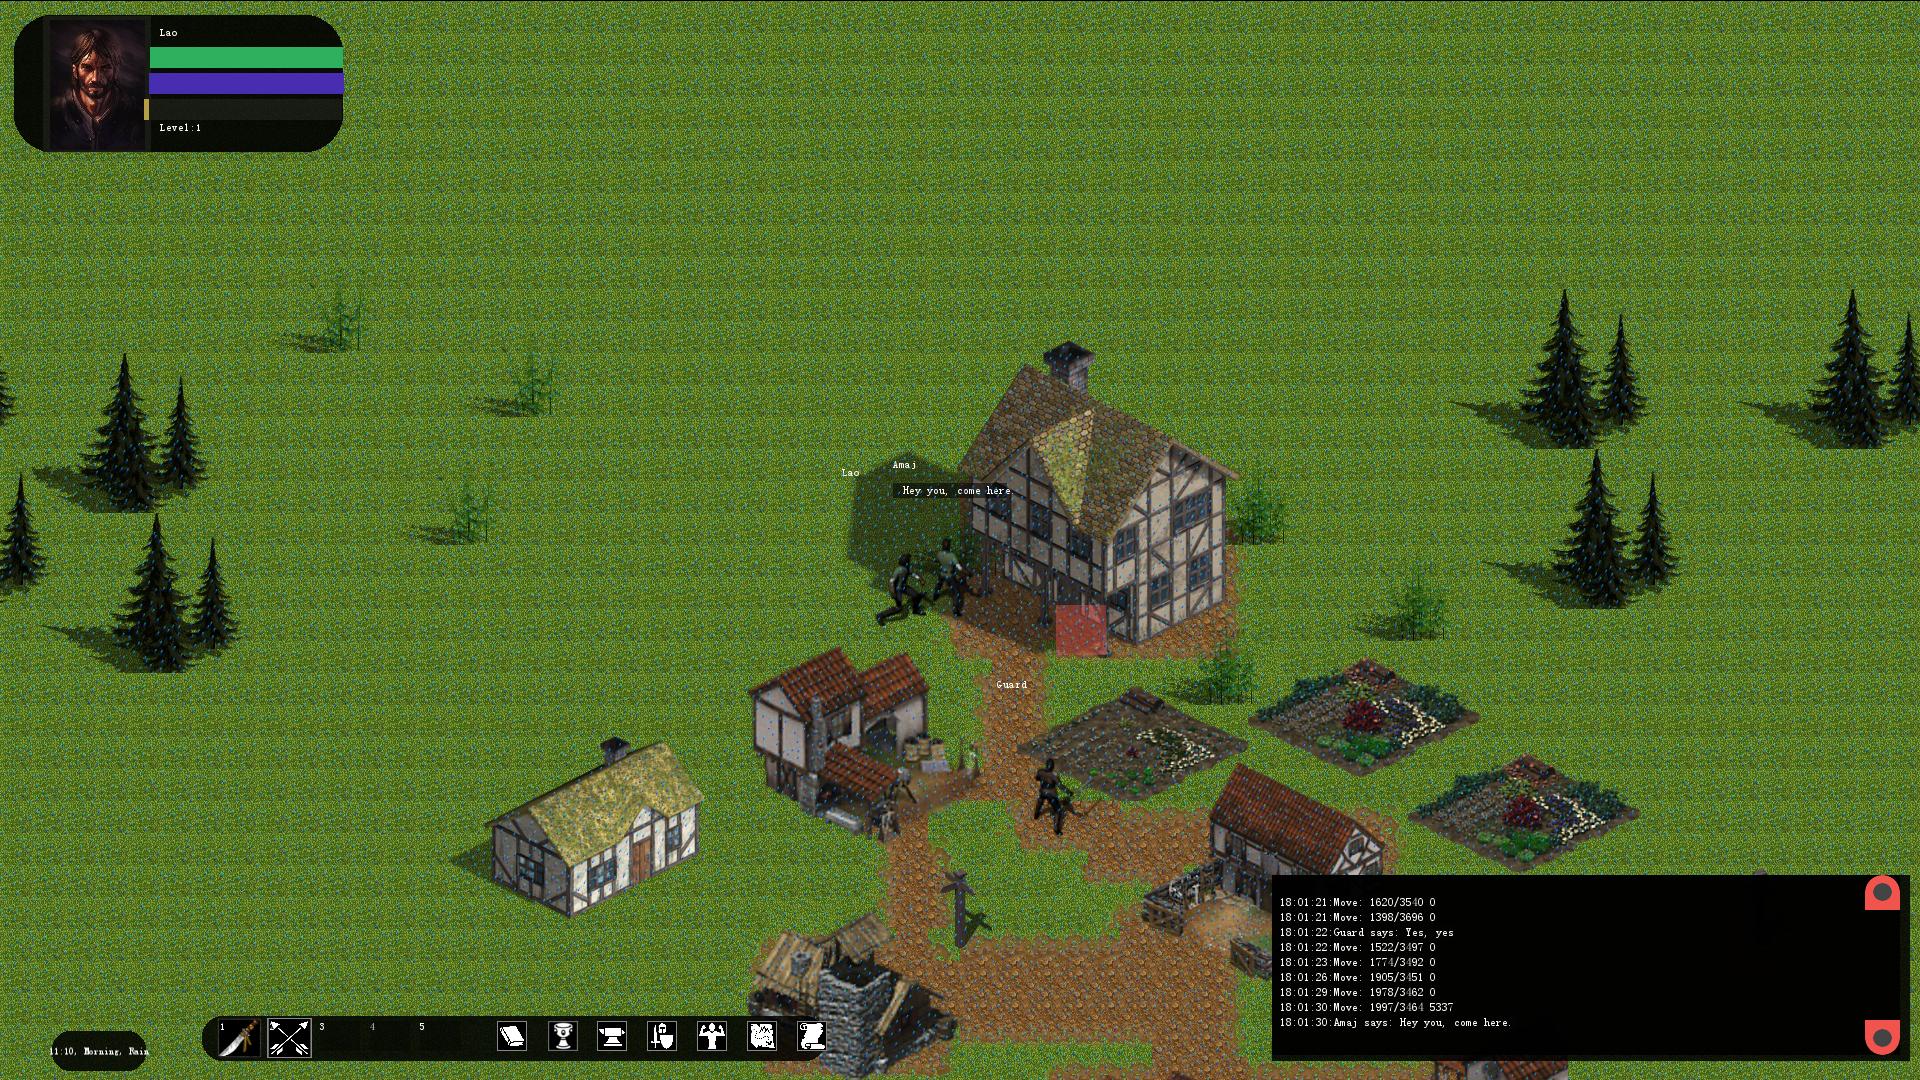 Lao
Level:1
Amaj
Lao
Hey you, come here.
Guard
18:01:21:Move: 1620/3540 0
18:01:21:Move: 1398/3696 0
18:01:22:Guard says: Yes, yes
18:01:22:Move: 1522/3497 0
18:01:23:Move: 1774/3492 0
18:01:26:Move: 1905/3451 0
18:01:29:Move: 1978/3462 0
18:01:30:Move: 1997/3464 5337
18:01:30:Amaj says: Hey you, come here.
1 3 4 5
11:10, Morning, Rain